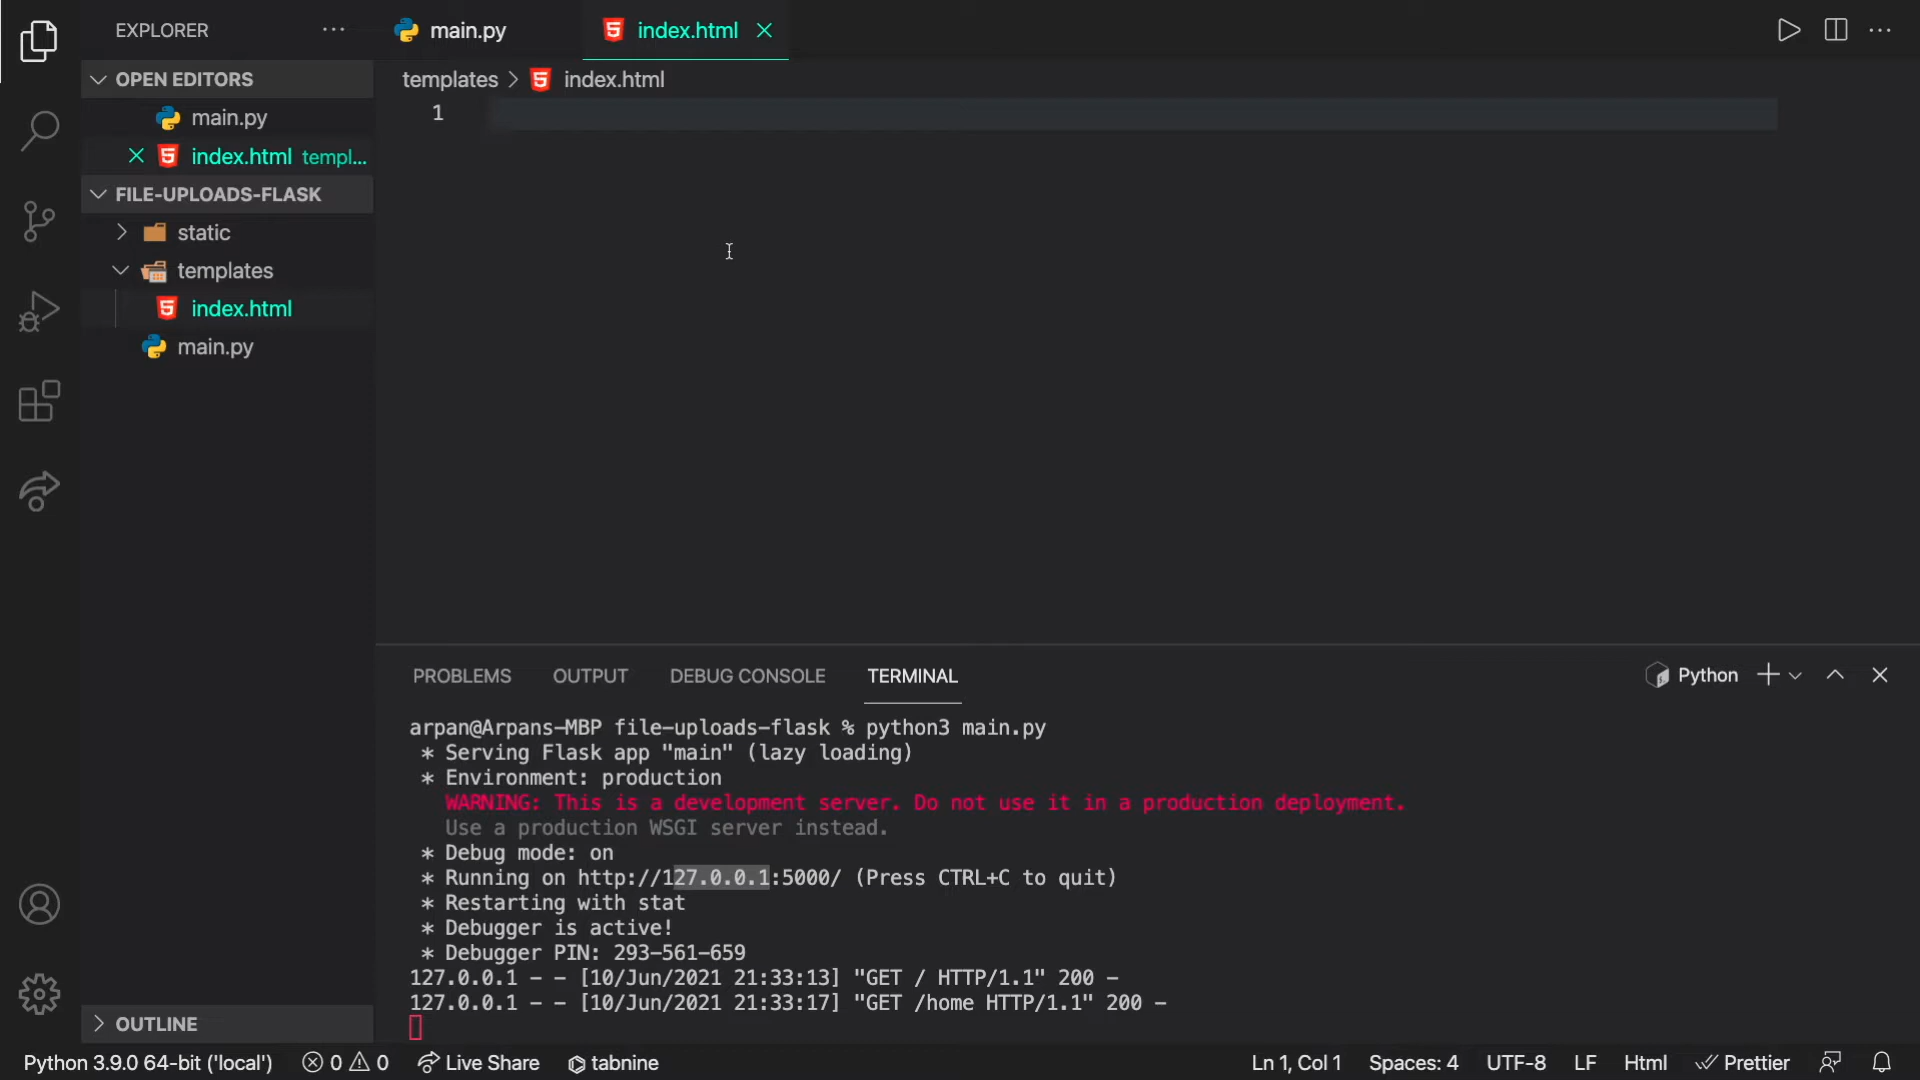 EXPLORER
main.py
index.html
OPEN EDITORS
main.py
index.html templ...
FILE-UPLOADS-FLASK
static
templates
index.html
main.py
OUTLINE
templates > index.html
1
PROBLEMS OUTPUT DEBUG CONSOLE TERMINAL
Python
arpan@Arpans-MBP file-uploads-flask % python3 main.py
* Serving Flask app "main" (lazy loading)
* Environment: production
WARNING: This is a development server. Do not use it in a production deployment.
Use a production WSGI server instead.
* Debug mode: on
* Running on http://127.0.0.1:5000/ (Press CTRL+C to quit)
* Restarting with stat
* Debugger is active!
* Debugger PIN: 293-561-659
127.0.0.1 - - [10/Jun/2021 21:33:13] "GET / HTTP/1.1" 200 -
127.0.0.1 - - [10/Jun/2021 21:33:17] "GET /home HTTP/1.1" 200 -
Python 3.9.0 64-bit ('local') 0 0 Live Share tabnine Ln 1, Col 1 Spaces: 4 UTF-8 LF Html Prettier